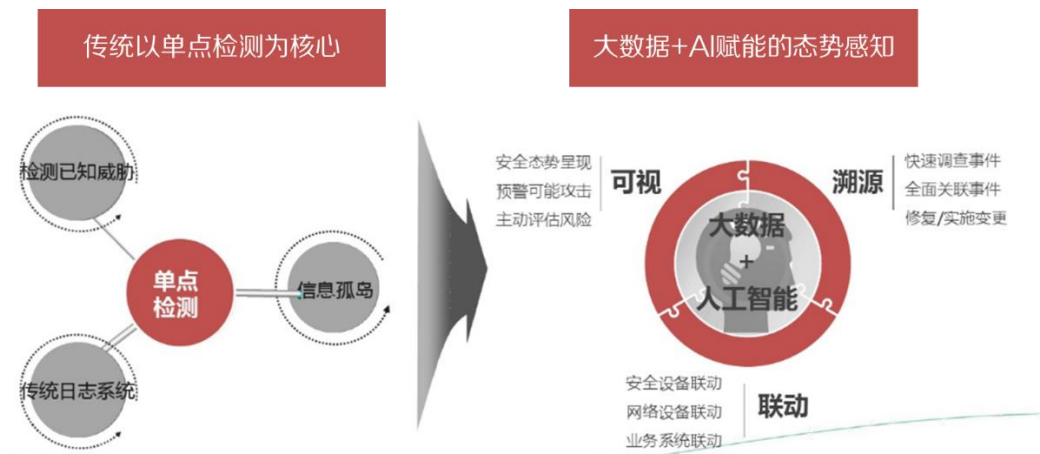 传统以单点检测为核心
大数据+AI赋能的态势感知
检测已知威胁
单点
检测
信息孤岛
传统日志系统
安全态势呈现
预警可能攻击
主动评估风险
可视
大数据
+
人工智能
溯源
快速调查事件
全面关联事件
修复/实施变更
安全设备联动
网络设备联动
业务系统联动
联动